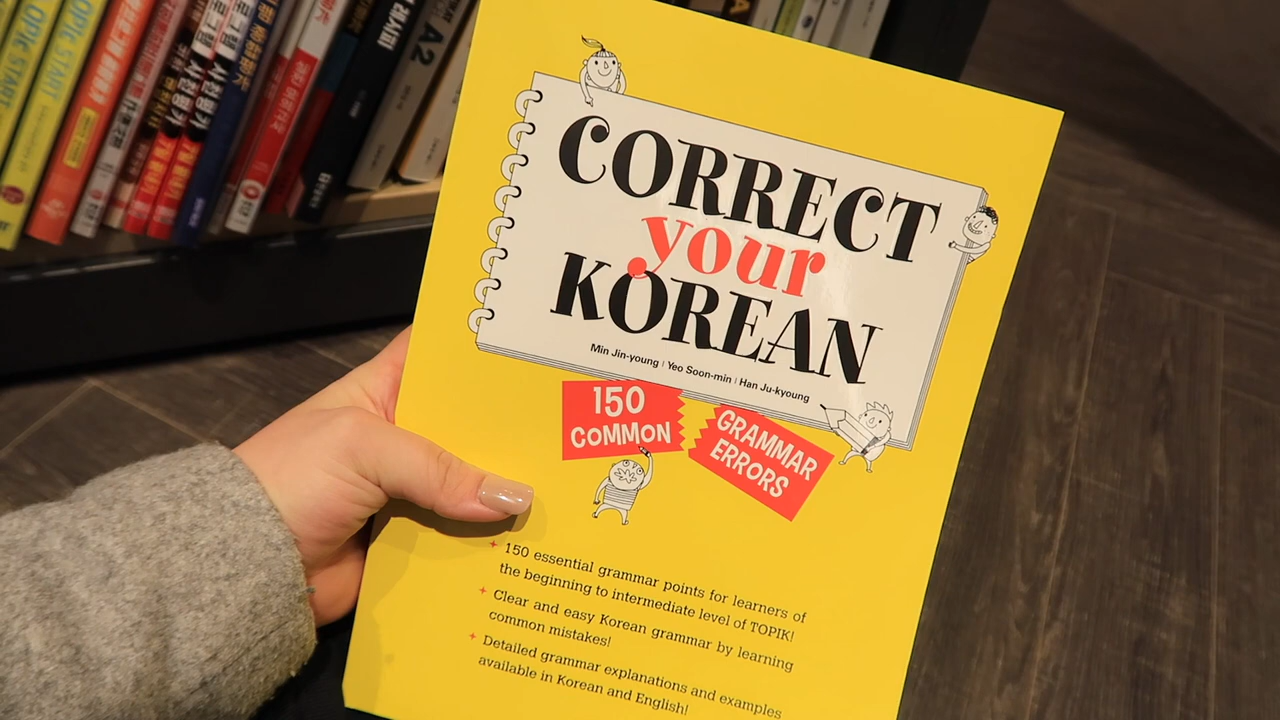 CORRECT
your
KOREAN
Min Jin-young | Yeo Soon-min | Han Ju-kyoung
150
COMMON
GRAMMAR
ERRORS
150 essential grammar points for learners of
the beginning to intermediate level of TOPIK!
Clear and easy Korean grammar by learning
common mistakes!
Detailed grammar explanations and examples
available in Korean and English!
OPIC START
OPIC START
A2